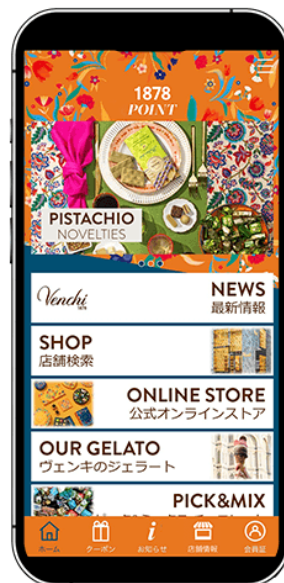 1878
POINT
PISTACHIO
NOVELTIES
Venchi
1878
NEWS
最新情報
SHOP
店舗検索
ONLINE STORE
公式オンラインストア
OUR GELATO
ヴェンキのジェラート
PICK&MIX
ホーム
クーポン
お知らせ
店舗情報
会員証